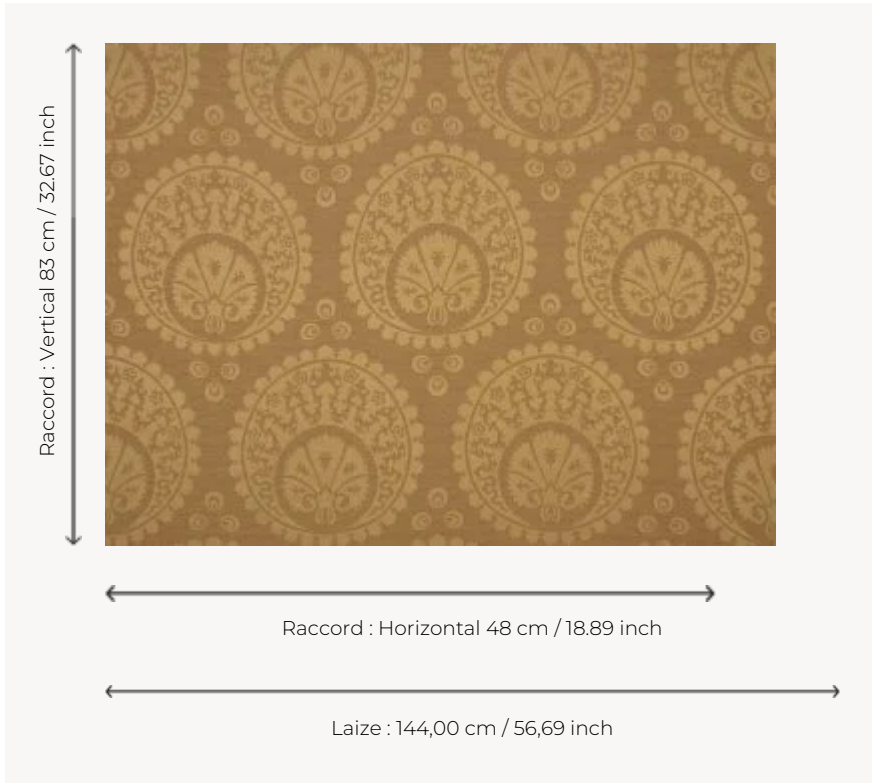 Raccord : Vertical 83 cm / 32.67 inch
Raccord : Horizontal 48 cm / 18.89 inch
Laize : 144,00 cm / 56,69 inch